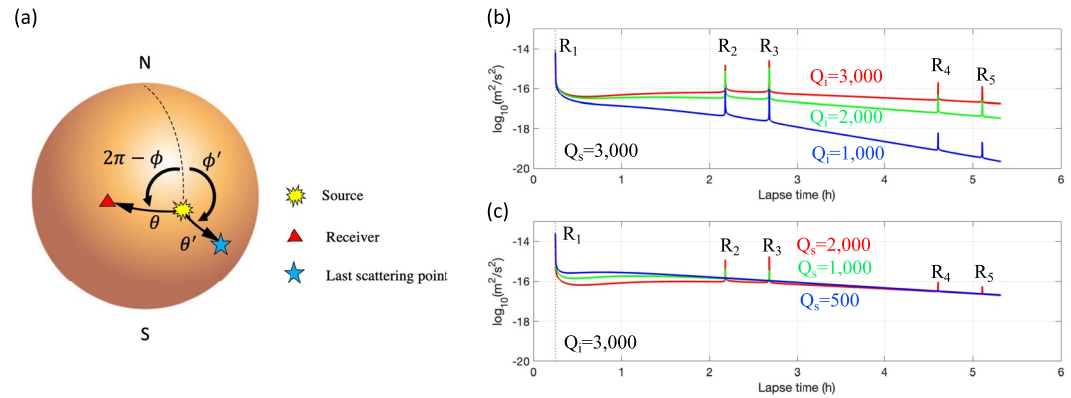 (a)
N
2π − ϕ
ϕ′
θ
θ′
S
Source
Receiver
Last scattering point
(b)
-14
-16
-18
-20
log10(m2/s2)
R1
R2
R3
R4
R5
Qi=3,000
Qi=2,000
Qi=1,000
Qs=3,000
0 1 2 3 4 5 6
Lapse time (h)
(c)
-14
-16
-18
-20
log10(m2/s2)
R1
R2
R3
R4
R5
Qs=2,000
Qs=1,000
Qs=500
Qi=3,000
0 1 2 3 4 5 6
Lapse time (h)